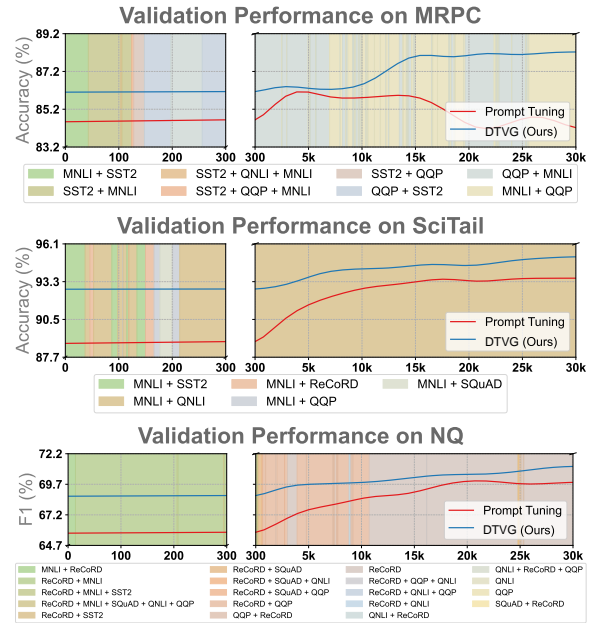 Validation Performance on MRPC
Accuracy (%)
89.2
87.2
85.2
83.2
0 100 200 300 300 5k 10k 15k 20k 25k 30k
Prompt Tuning
DTVG (Ours)
MNLI + SST2 SST2 + QNLI + MNLI SST2 + QQP QQP + MNLI
SST2 + MNLI SST2 + QQP + MNLI QQP + SST2 MNLI + QQP
Validation Performance on SciTail
Accuracy (%)
96.1
93.3
90.5
87.7
0 100 200 300 300 5k 10k 15k 20k 25k 30k
Prompt Tuning
DTVG (Ours)
MNLI + SST2 MNLI + ReCoRD MNLI + SQuAD
MNLI + QNLI MNLI + QQP
Validation Performance on NQ
F1 (%)
72.2
69.7
67.2
64.7
0 100 200 300 300 5k 10k 15k 20k 25k 30k
Prompt Tuning
DTVG (Ours)
MNLI + ReCoRD ReCoRD + SQuAD ReCoRD QNLI + ReCoRD + QQP
ReCoRD + MNLI ReCoRD + SQuAD + QNLI ReCoRD + QQP + QNLI QNLI
ReCoRD + MNLI + SST2 ReCoRD + SQuAD + QQP ReCoRD + QNLI + QQP QQP
ReCoRD + MNLI + SQuAD + QNLI + QQP ReCoRD + QQP ReCoRD + QNLI SQuAD + ReCoRD
ReCoRD + SST2 QQP + ReCoRD QNLI + ReCoRD